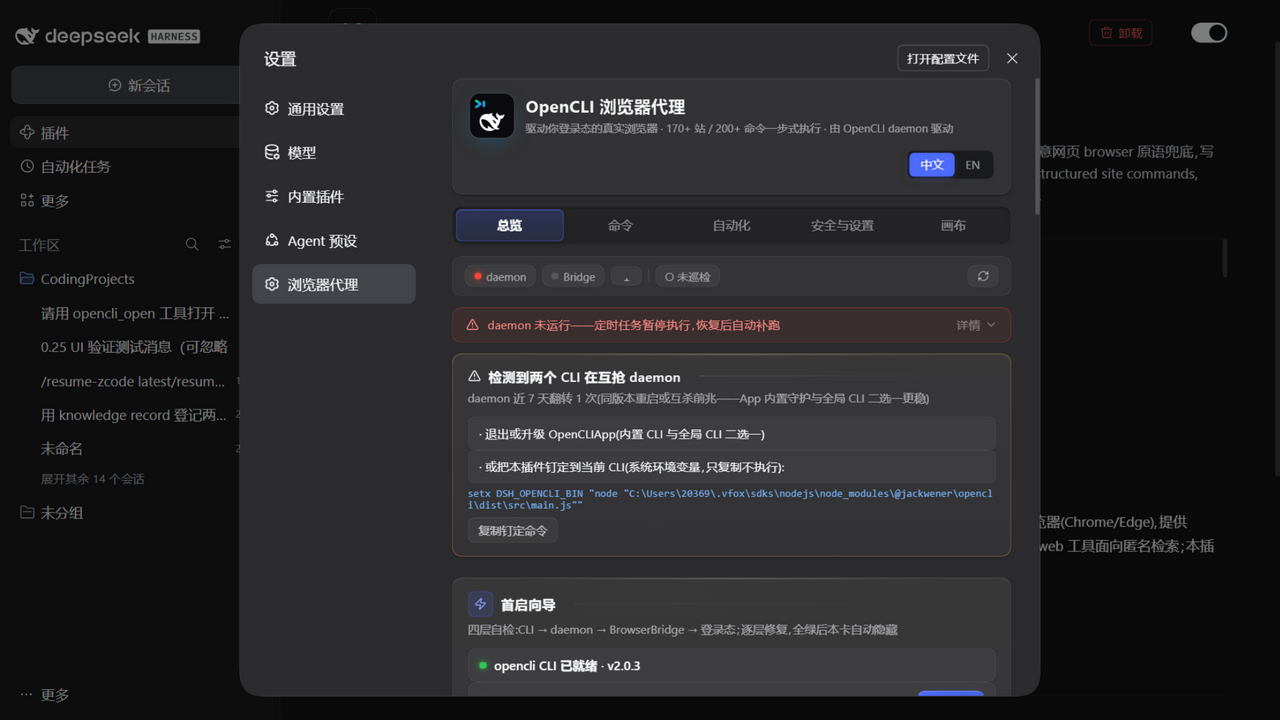 deepseek HARNESS
新会话
插件
自动化任务
更多
工作区
CodingProjects
请用 opencli_open 工具打开 ...
0.25 UI 验证测试消息（可忽略
/resume-zcode latest/resum...
用 knowledge record 登记两...
未命名
展开其余 14 个会话
未分组
更多
设置
打开配置文件
通用设置
模型
内置插件
Agent 预设
浏览器代理
OpenCLI 浏览器代理
驱动你登录态的真实浏览器 · 170+ 站 / 200+ 命令一步式执行 · 由 OpenCLI daemon 驱动
中文 EN
总览 命令 自动化 安全与设置 画布
daemon Bridge 未巡检
daemon 未运行——定时任务暂停执行,恢复后自动补跑 详情
检测到两个 CLI 在互抢 daemon
daemon 近 7 天翻转 1 次(同版本重启或互杀前兆——App 内置守护与全局 CLI 二选一更稳)
· 退出或升级 OpenCLIApp(内置 CLI 与全局 CLI 二选一)
· 或把本插件钉定到当前 CLI(系统环境变量,只复制不执行):
setx DSH_OPENCLI_BIN "node "C:\Users\20369\.vfox\sdks\nodejs\node_modules\@jackwener\opencl
i\dist\src\main.js""
复制钉定命令
首启向导
四层自检:CLI → daemon → BrowserBridge → 登录态;逐层修复,全绿后本卡自动隐藏
opencli CLI 已就绪 · v2.0.3
卸载
意网页 browser 原语兜底,写
tructured site commands,
览器(Chrome/Edge),提供
web 工具面向匿名检索;本插